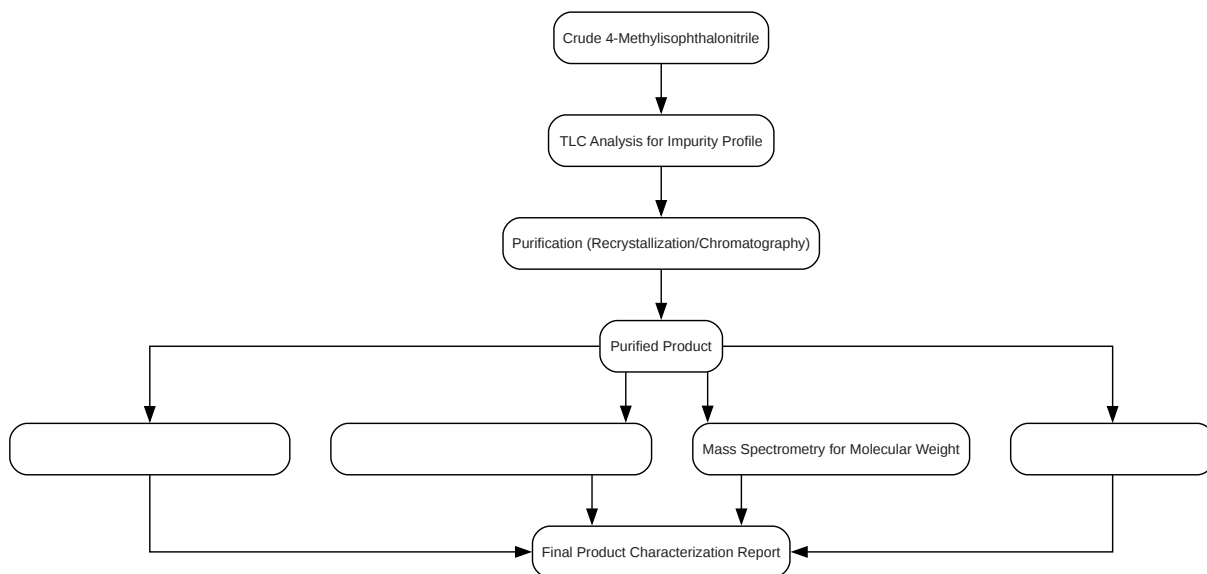 Crude 4-Methylisophthalonitrile
TLC Analysis for Impurity Profile
Purification (Recrystallization/Chromatography)
Purified Product
Mass Spectrometry for Molecular Weight
Final Product Characterization Report